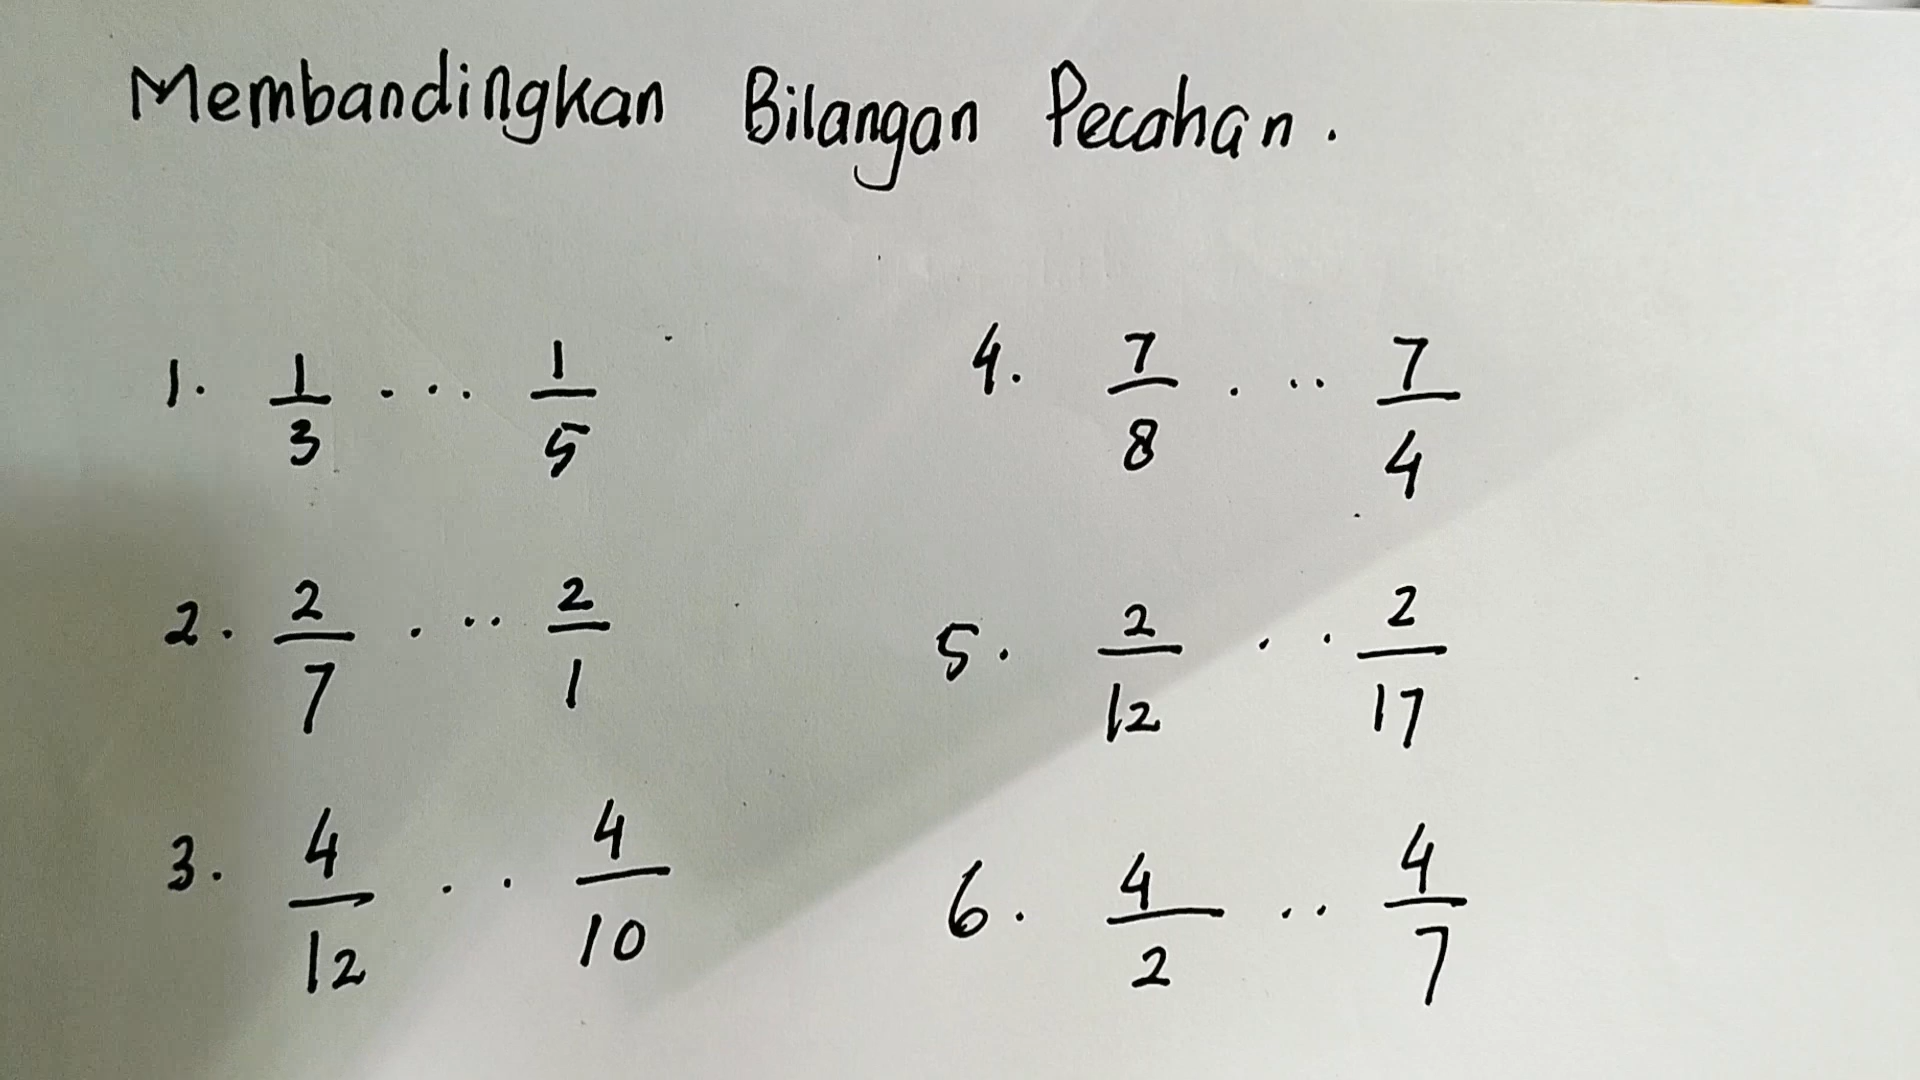 Membandingkan Bilangan Pecahan.
1. 1/3 ... 1/5
2. 2/7 ... 2/1
3. 4/12 .. 4/10
4. 7/8 ... 7/4
5. 2/12 .. 2/17
6. 4/2 .. 4/7